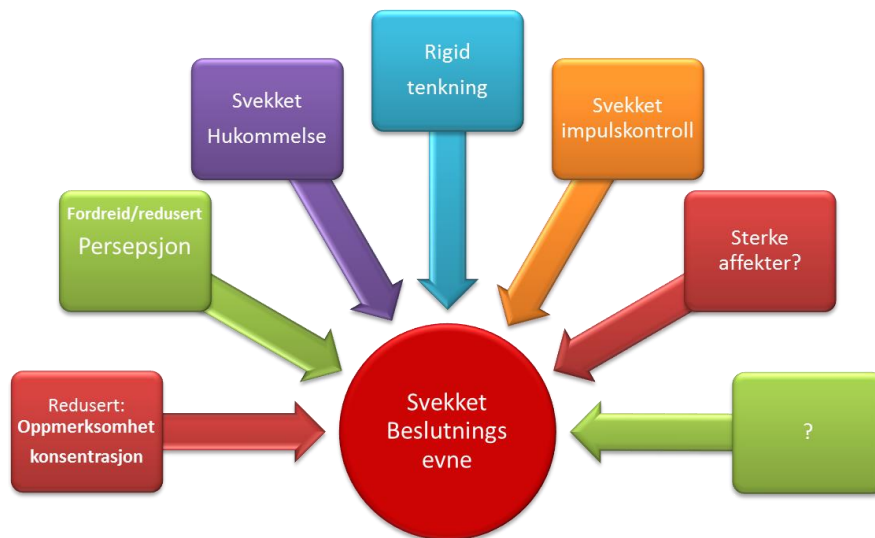 Rigid
tenkning
Svekket
Hukommelse
Svekket
impulskontroll
Fordreid/redusert
Persepsjon
Sterke
affekter?
Redusert:
Oppmerksomhet
konsentrasjon
Svekket
Beslutnings
evne
?